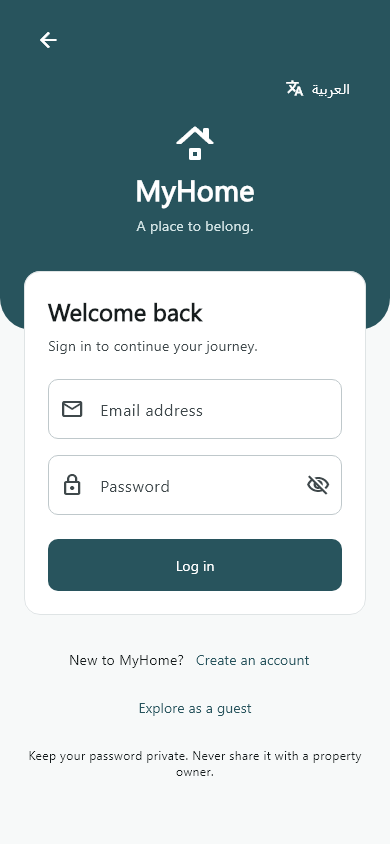 العربية
MyHome
A place to belong.
Welcome back
Sign in to continue your journey.
Email address
Password
Log in
New to MyHome? Create an account
Explore as a guest
Keep your password private. Never share it with a property
owner.